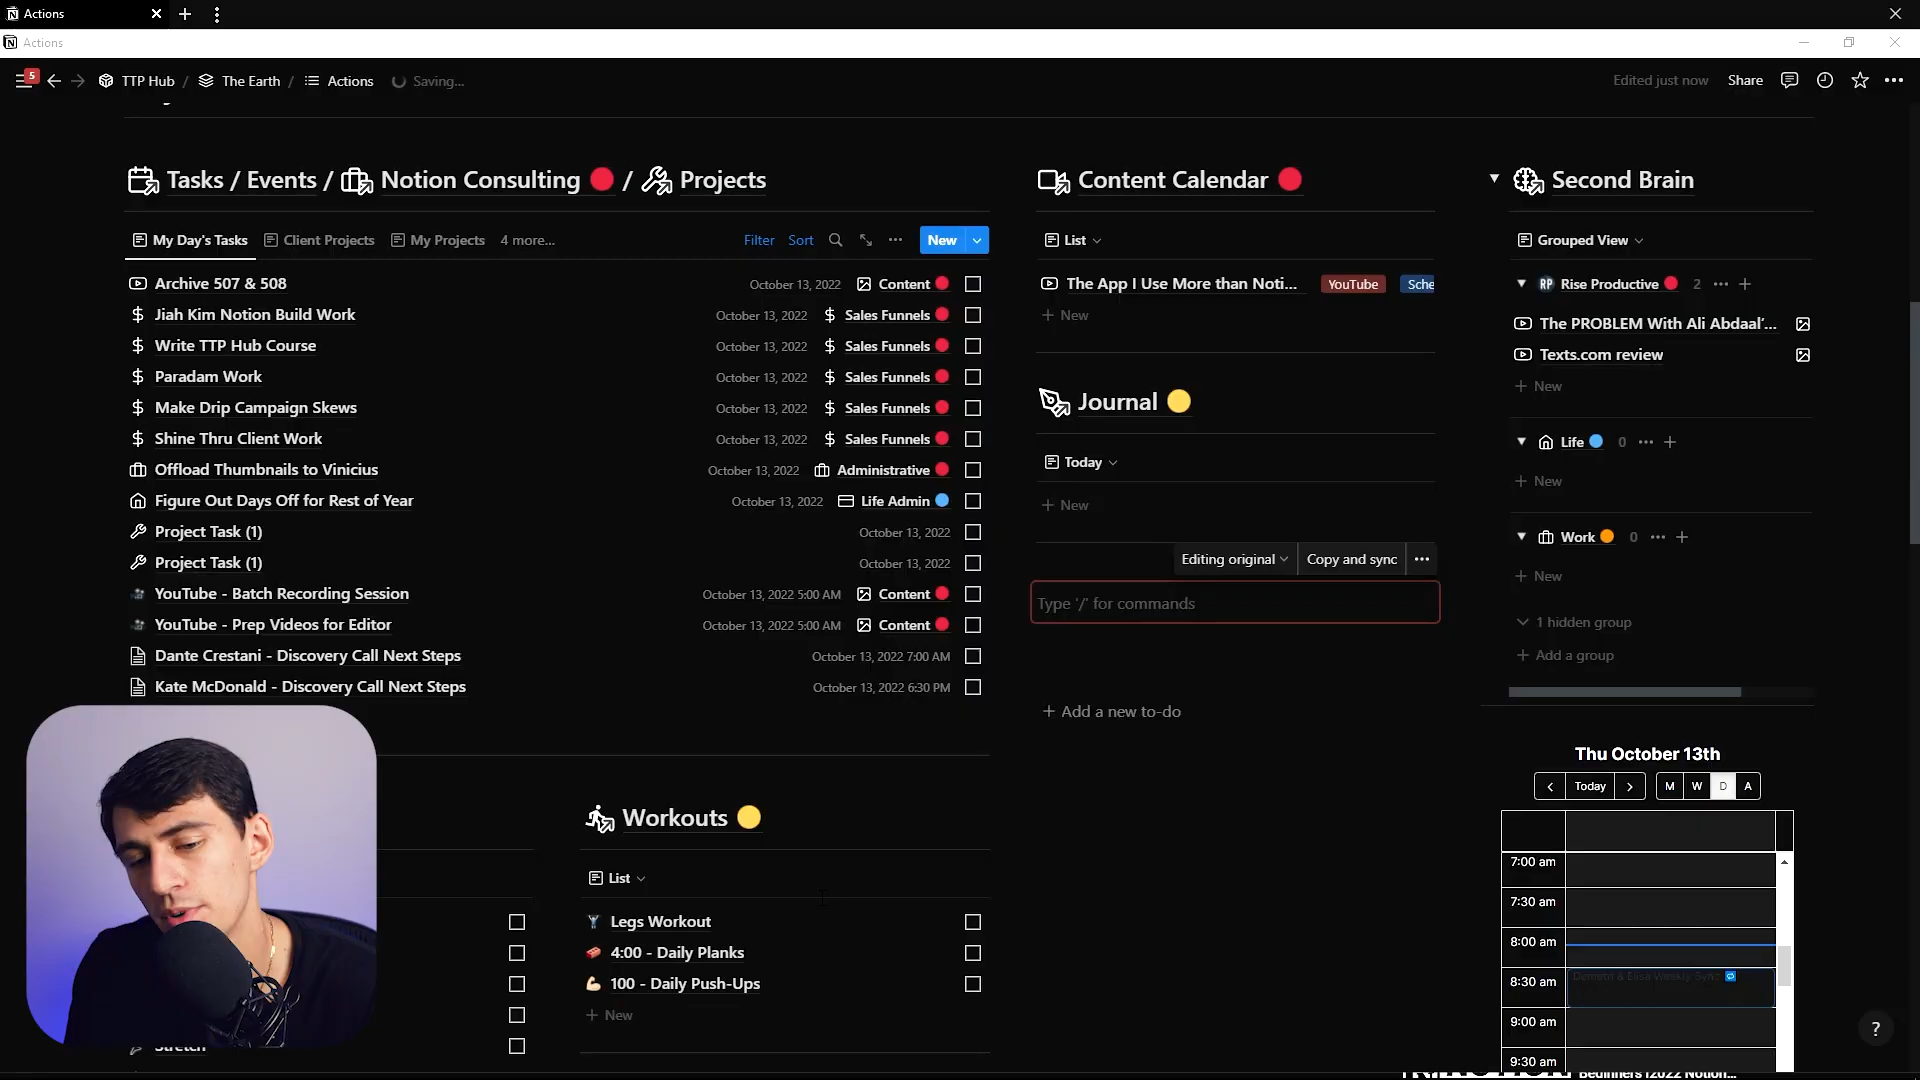 Actions
Actions
5
TTP Hub / The Earth / Actions Saving...
Edited just now Share
Tasks / Events / Notion Consulting / Projects
My Day's Tasks Client Projects My Projects 4 more...
Filter Sort New
Archive 507 & 508 October 13, 2022 Content
Jiah Kim Notion Build Work October 13, 2022 Sales Funnels
Write TTP Hub Course October 13, 2022 Sales Funnels
Paradam Work October 13, 2022 Sales Funnels
Make Drip Campaign Skews October 13, 2022 Sales Funnels
Shine Thru Client Work October 13, 2022 Sales Funnels
Offload Thumbnails to Vinicius October 13, 2022 Administrative
Figure Out Days Off for Rest of Year October 13, 2022 Life Admin
Project Task (1) October 13, 2022
Project Task (1) October 13, 2022
YouTube - Batch Recording Session October 13, 2022 5:00 AM Content
YouTube - Prep Videos for Editor October 13, 2022 5:00 AM Content
Dante Crestani - Discovery Call Next Steps October 13, 2022 7:00 AM
Kate McDonald - Discovery Call Next Steps October 13, 2022 6:30 PM
Stretch
Workouts
List
Legs Workout
4:00 - Daily Planks
100 - Daily Push-Ups
+ New
Content Calendar
List
The App I Use More than Noti... YouTube Sche
+ New
Journal
Today
+ New
Editing original Copy and sync
Type '/' for commands
+ Add a new to-do
Second Brain
Grouped View
RP Rise Productive 2
The PROBLEM With Ali Abdaal'...
Texts.com review
+ New
Life 0
+ New
Work 0
+ New
1 hidden group
+ Add a group
Thu October 13th
Today M W D A
7:00 am
7:30 am
8:00 am
8:30 am Demetri & Elisa Weekly Sync
9:00 am
9:30 am
Beginners (2022 Notion...
?